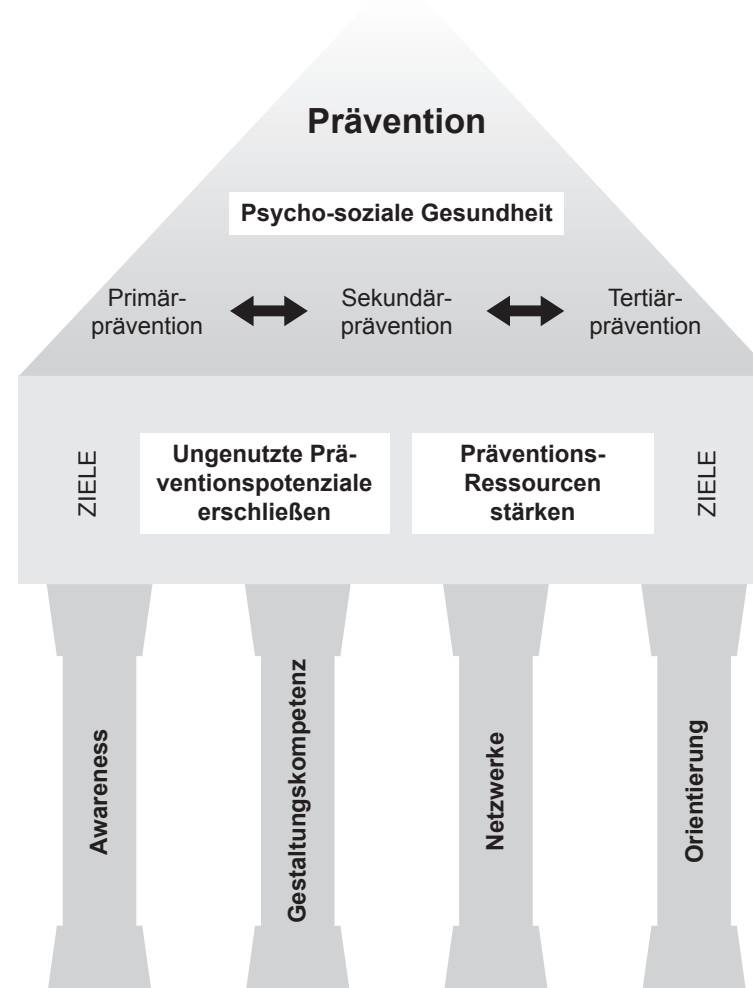 Prävention
Psycho-soziale Gesundheit
Primär-
prävention
Sekundär-
prävention
Tertiär-
prävention
ZIELE
Ungenutzte Prä-
ventionspotenziale
erschließen
Präventions-
Ressourcen
stärken
ZIELE
Awareness
Gestaltungskompetenz
Netzwerke
Orientierung